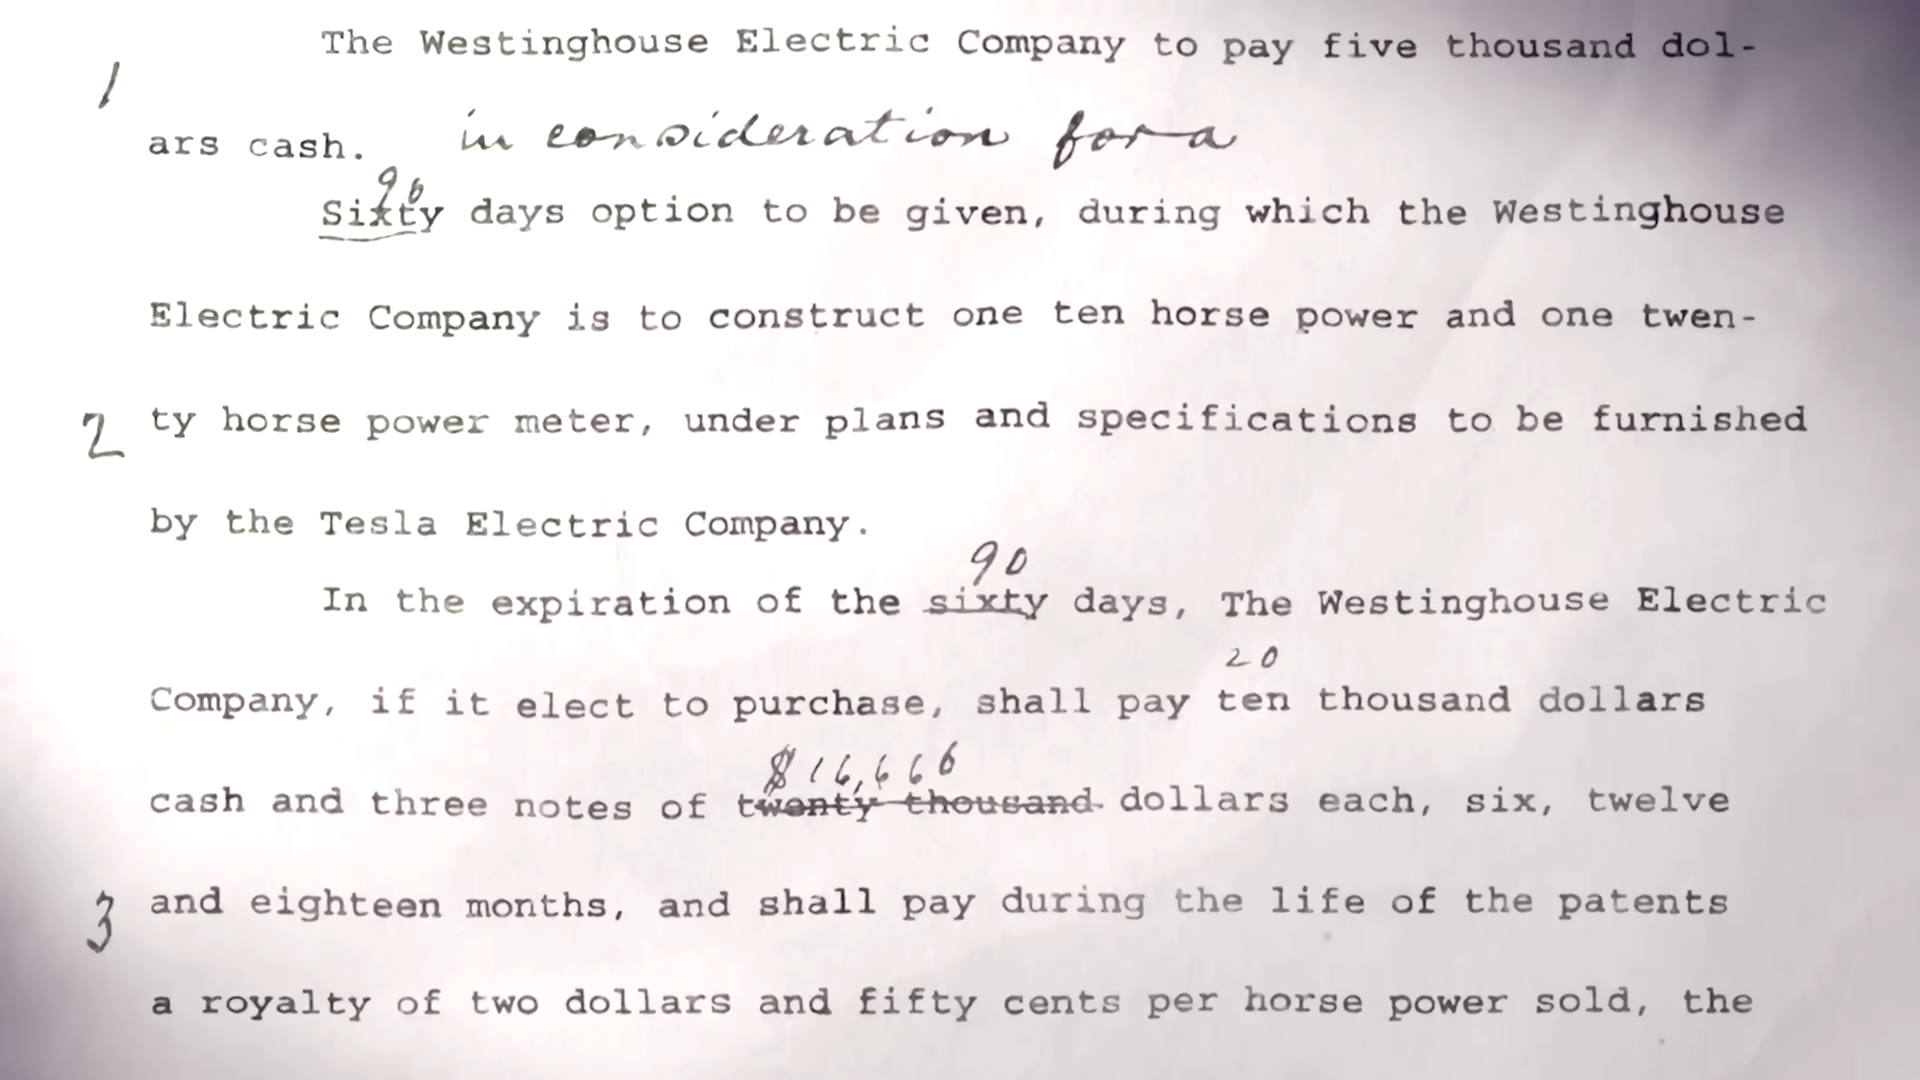 The Westinghouse Electric Company to pay five thousand dol-
1
ars cash. in consideration for a
90
Sixty days option to be given, during which the Westinghouse
Electric Company is to construct one ten horse power and one twen-
2 ty horse power meter, under plans and specifications to be furnished
by the Tesla Electric Company.
90
In the expiration of the sixty days, The Westinghouse Electric
20
Company, if it elect to purchase, shall pay ten thousand dollars
$16,666
cash and three notes of twenty thousand dollars each, six, twelve
3 and eighteen months, and shall pay during the life of the patents
a royalty of two dollars and fifty cents per horse power sold, the